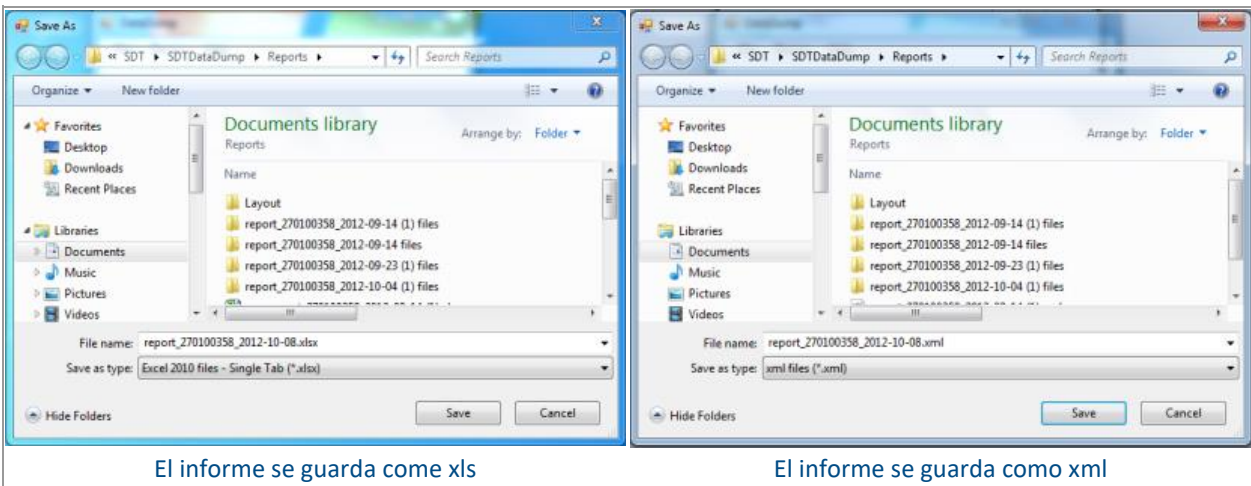 Save As
« SDT ▸ SDTDataDump ▸ Reports ▸
Search Reports
Organize ▾
New folder
Favorites
Desktop
Downloads
Recent Places
Libraries
Documents
Music
Pictures
Videos
Documents library
Reports
Arrange by: Folder ▾
Name
Layout
report_270100358_2012-09-14 (1) files
report_270100358_2012-09-14 files
report_270100358_2012-09-23 (1) files
report_270100358_2012-10-04 (1) files
File name: report_270100358_2012-10-08.xlsx
Save as type: Excel 2010 files - Single Tab (*.xlsx)
Hide Folders
Save
Cancel
El informe se guarda come xls
Save As
« SDT ▸ SDTDataDump ▸ Reports ▸
Search Reports
Organize ▾
New folder
Favorites
Desktop
Downloads
Recent Places
Libraries
Documents
Music
Pictures
Videos
Documents library
Reports
Arrange by: Folder ▾
Name
Layout
report_270100358_2012-09-14 (1) files
report_270100358_2012-09-14 files
report_270100358_2012-09-23 (1) files
report_270100358_2012-10-04 (1) files
File name: report_270100358_2012-10-08.xml
Save as type: xml files (*.xml)
Hide Folders
Save
Cancel
El informe se guarda como xml